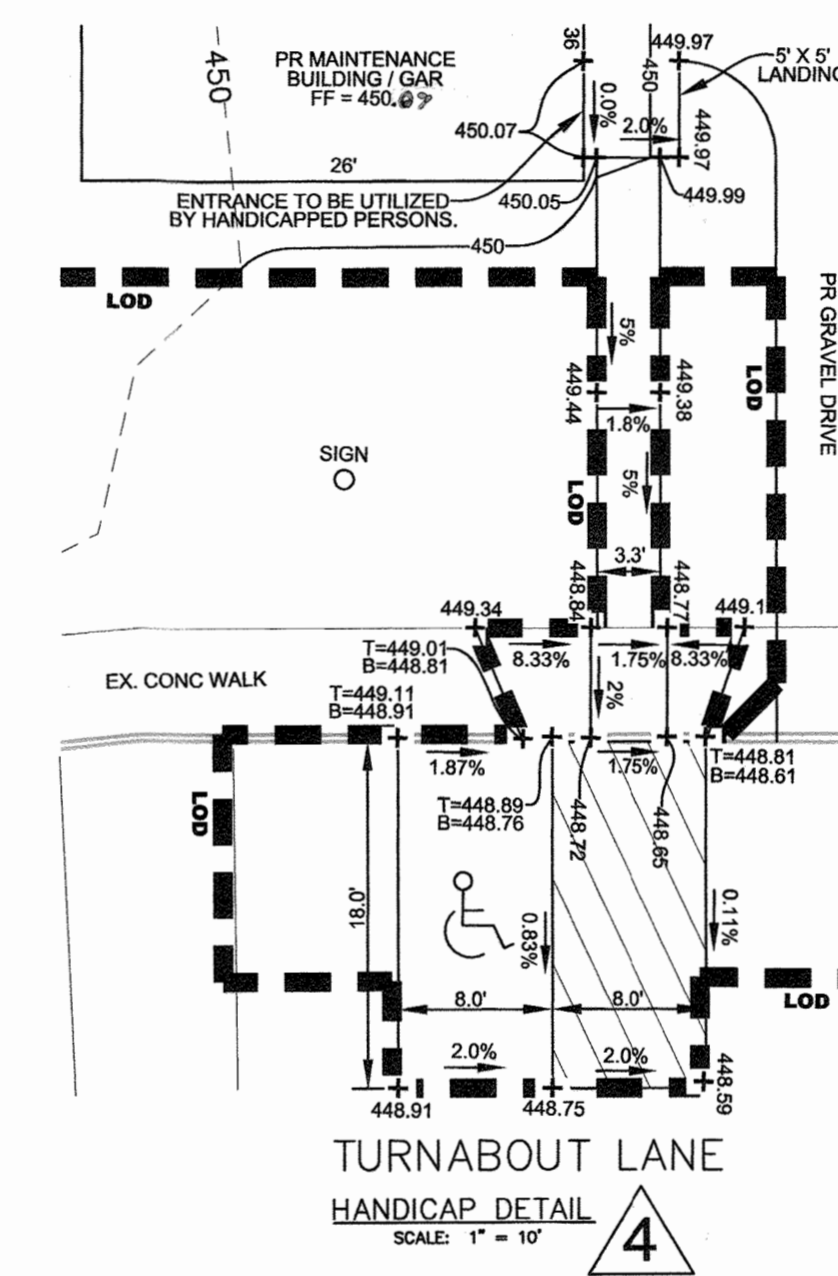 450
PR MAINTENANCE
BUILDING / GAR
FF = 450.07
36
449.97
5' X 5'
LANDING
450
0.0%
2.0%
449.97
450.07
26'
ENTRANCE TO BE UTILIZED
BY HANDICAPPED PERSONS.
450.05
449.99
450
LOD
PR GRAVEL DRIVE
5%
449.44
449.38
1.8%
LOD
SIGN
5%
LOD
3.3'
448.84
448.77
449.34
449.1
T=449.01
B=448.81
8.33%
1.75%
8.33%
EX. CONC WALK
2%
T=449.11
B=448.91
1.87%
1.75%
T=448.81
B=448.61
LOD
T=448.89
B=448.76
448.72
448.65
18.0'
0.83%
0.11%
8.0'
8.0'
LOD
2.0%
2.0%
448.91
448.75
448.59
TURNABOUT LANE
HANDICAP DETAIL
SCALE: 1" = 10'
4